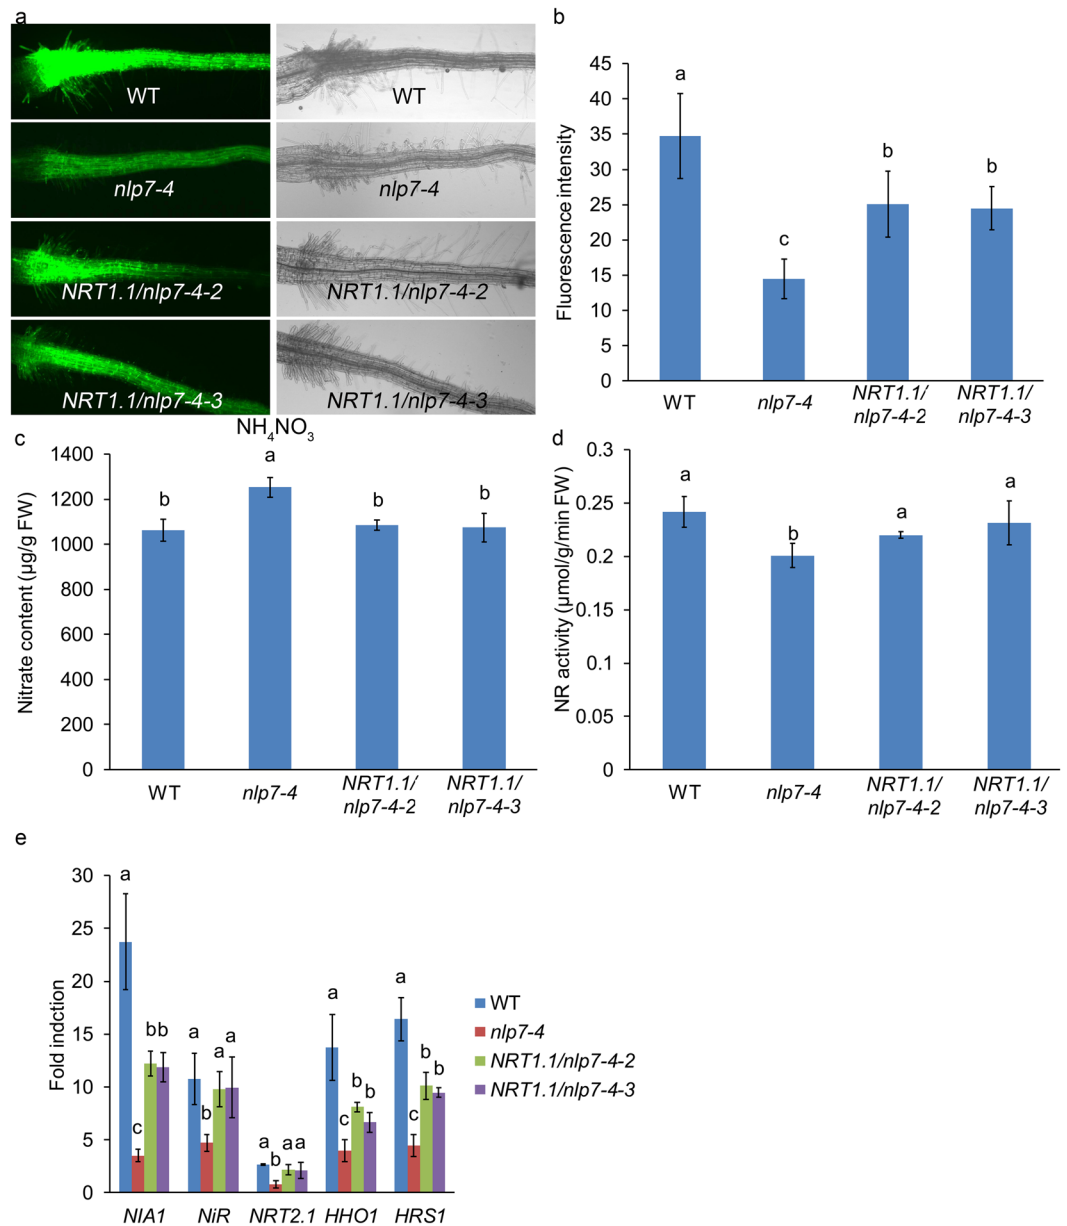 a
WT
WT
nlp7-4
nlp7-4
NRT1.1/nlp7-4-2
NRT1.1/nlp7-4-2
NRT1.1/nlp7-4-3
NRT1.1/nlp7-4-3
NH4NO3
b
Fluorescence intensity
45
40
35
30
25
20
15
10
5
0
a
c
b
b
WT
nlp7-4
NRT1.1/
nlp7-4-2
NRT1.1/
nlp7-4-3
c
Nitrate content (µg/g FW)
1400
1200
1000
800
600
400
200
0
b
a
b
b
WT
nlp7-4
NRT1.1/
nlp7-4-2
NRT1.1/
nlp7-4-3
d
NR activity (µmol/g/min FW)
0.3
0.25
0.2
0.15
0.1
0.05
0
a
b
a
a
WT
nlp7-4
NRT1.1/
nlp7-4-2
NRT1.1/
nlp7-4-3
e
Fold indction
30
25
20
15
10
5
0
a
c
b b
a
b
a
a
a
b
a a
a
c
b
b
a
c
b
b
NIA1
NiR
NRT2.1
HHO1
HRS1
WT
nlp7-4
NRT1.1/nlp7-4-2
NRT1.1/nlp7-4-3